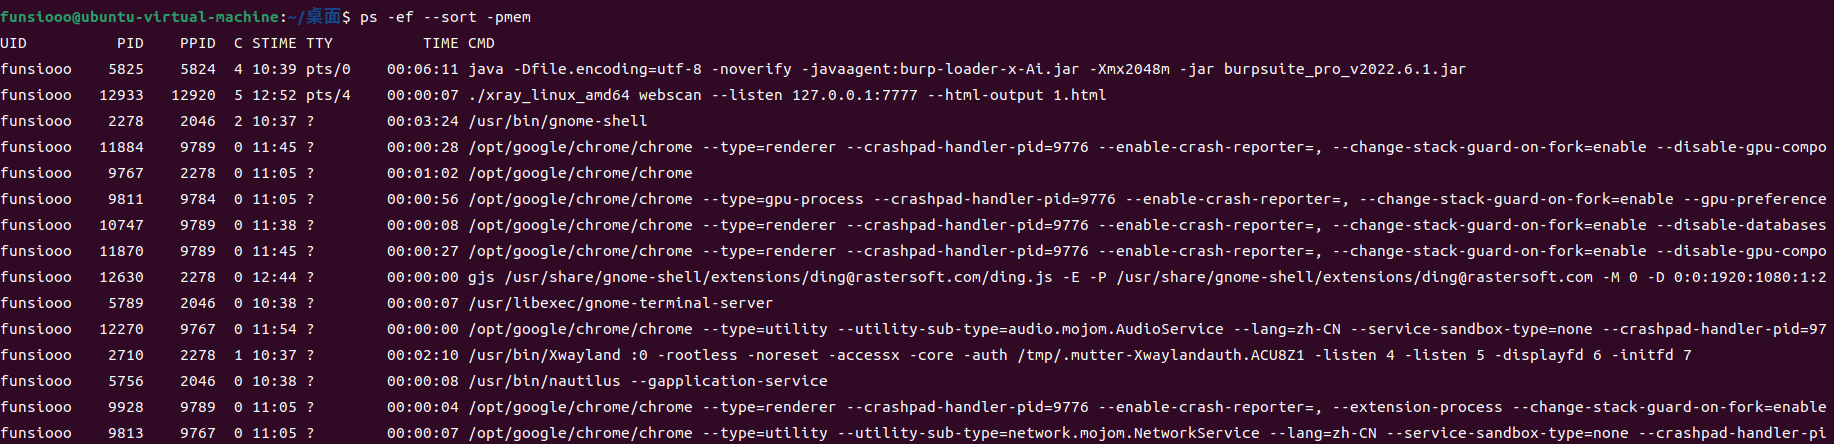 funsiooo@ubuntu-virtual-machine:~/桌面$ ps -ef --sort -pmem
UID          PID    PPID  C STIME TTY          TIME CMD
funsiooo    5825    5824  4 10:39 pts/0    00:06:11 java -Dfile.encoding=utf-8 -noverify -javaagent:burp-loader-x-Ai.jar -Xmx2048m -jar burpsuite_pro_v2022.6.1.jar
funsiooo   12933   12920  5 12:52 pts/4    00:00:07 ./xray_linux_amd64 webscan --listen 127.0.0.1:7777 --html-output 1.html
funsiooo    2278    2046  2 10:37 ?        00:03:24 /usr/bin/gnome-shell
funsiooo   11884    9789  0 11:45 ?        00:00:28 /opt/google/chrome/chrome --type=renderer --crashpad-handler-pid=9776 --enable-crash-reporter=, --change-stack-guard-on-fork=enable --disable-gpu-compo
funsiooo    9767    2278  0 11:05 ?        00:01:02 /opt/google/chrome/chrome
funsiooo    9811    9784  0 11:05 ?        00:00:56 /opt/google/chrome/chrome --type=gpu-process --crashpad-handler-pid=9776 --enable-crash-reporter=, --change-stack-guard-on-fork=enable --gpu-preference
funsiooo   10747    9789  0 11:38 ?        00:00:08 /opt/google/chrome/chrome --type=renderer --crashpad-handler-pid=9776 --enable-crash-reporter=, --change-stack-guard-on-fork=enable --disable-databases
funsiooo   11870    9789  0 11:45 ?        00:00:27 /opt/google/chrome/chrome --type=renderer --crashpad-handler-pid=9776 --enable-crash-reporter=, --change-stack-guard-on-fork=enable --disable-gpu-compo
funsiooo   12630    2278  0 12:44 ?        00:00:00 gjs /usr/share/gnome-shell/extensions/ding@rastersoft.com/ding.js -E -P /usr/share/gnome-shell/extensions/ding@rastersoft.com -M 0 -D 0:0:1920:1080:1:2
funsiooo    5789    2046  0 10:38 ?        00:00:07 /usr/libexec/gnome-terminal-server
funsiooo   12270    9767  0 11:54 ?        00:00:00 /opt/google/chrome/chrome --type=utility --utility-sub-type=audio.mojom.AudioService --lang=zh-CN --service-sandbox-type=none --crashpad-handler-pid=97
funsiooo    2710    2278  1 10:37 ?        00:02:10 /usr/bin/Xwayland :0 -rootless -noreset -accessx -core -auth /tmp/.mutter-Xwaylandauth.ACU8Z1 -listen 4 -listen 5 -displayfd 6 -initfd 7
funsiooo    5756    2046  0 10:38 ?        00:00:08 /usr/bin/nautilus --gapplication-service
funsiooo    9928    9789  0 11:05 ?        00:00:04 /opt/google/chrome/chrome --type=renderer --crashpad-handler-pid=9776 --enable-crash-reporter=, --extension-process --change-stack-guard-on-fork=enable
funsiooo    9813    9767  0 11:05 ?        00:00:07 /opt/google/chrome/chrome --type=utility --utility-sub-type=network.mojom.NetworkService --lang=zh-CN --service-sandbox-type=none --crashpad-handler-pi